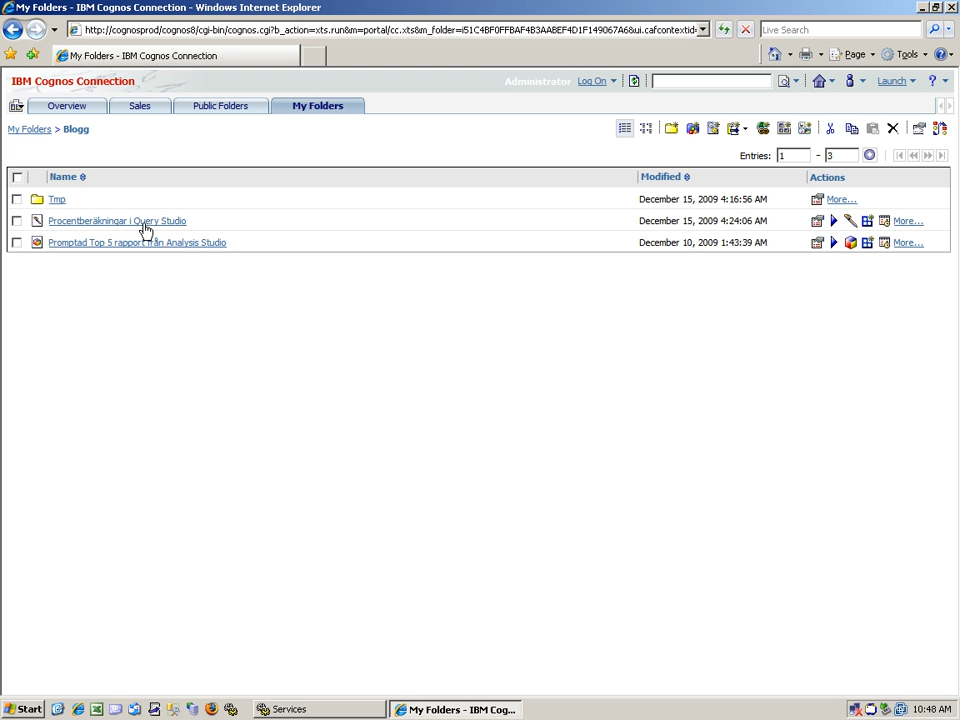 My Folders - IBM Cognos Connection - Windows Internet Explorer
http://cognosprod/cognos8/cgi-bin/cognos.cgi?b_action=xts.run&m=portal/cc.xts&m_folder=i51C4BF0FFBAF4B3AABEF4D1F149067A6&ui.cafcontextid=
Live Search
My Folders - IBM Cognos Connection
Page
Tools
IBM Cognos Connection
Administrator Log On
Launch
Overview Sales Public Folders My Folders
My Folders > Blogg
Entries: 1 - 3
Name Modified Actions
Tmp December 15, 2009 4:16:56 AM More...
Procentberäkningar i Query Studio December 15, 2009 4:24:06 AM More...
Promptad Top 5 rapport från Analysis Studio December 10, 2009 1:43:39 AM More...
Start Services My Folders - IBM Cog... 10:48 AM